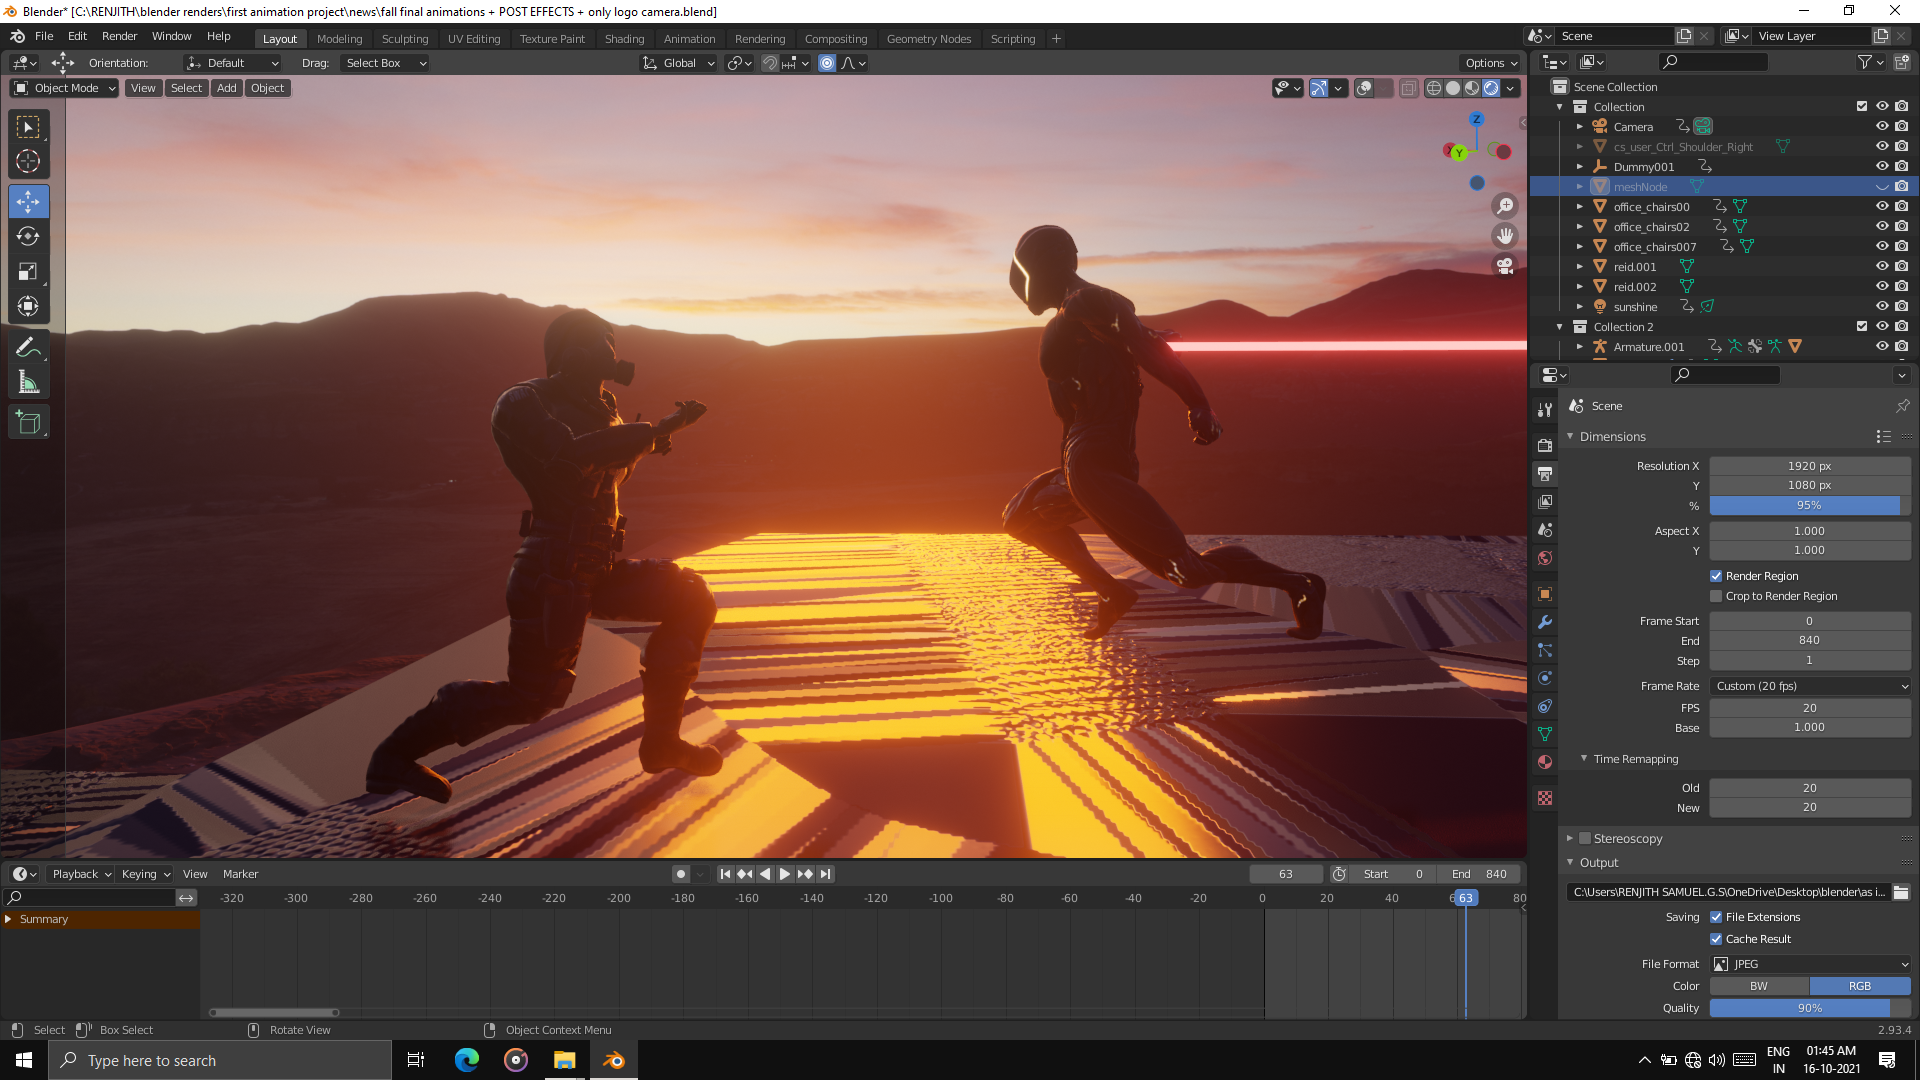 Blender* [C:\RENJITH\blender renders\first animation project\news\fall final animations + POST EFFECTS + only logo camera.blend]
File Edit Render Window Help Layout Modeling Sculpting UV Editing Texture Paint Shading Animation Rendering Compositing Geometry Nodes Scripting + Scene View Layer
Orientation: Default Drag: Select Box Global Options
Object Mode View Select Add Object
Z
X Y
Scene Collection
Collection
Camera
cs_user_Ctrl_Shoulder_Right
Dummy001
meshNode
office_chairs00
office_chairs02
office_chairs007
reid.001
reid.002
sunshine
Collection 2
Armature.001
Scene
Dimensions
Resolution X 1920 px
Y 1080 px
% 95%
Aspect X 1.000
Y 1.000
Render Region
Crop to Render Region
Frame Start 0
End 840
Step 1
Frame Rate Custom (20 fps)
FPS 20
Base 1.000
Time Remapping
Old 20
New 20
Stereoscopy
Output
C:\Users\RENJITH SAMUEL.G.S\OneDrive\Desktop\blender\as i...
Saving File Extensions
Cache Result
File Format JPEG
Color BW RGB
Quality 90%
Playback Keying View Marker 63 Start 0 End 840
-320 -300 -280 -260 -240 -220 -200 -180 -160 -140 -120 -100 -80 -60 -40 -20 0 20 40 63 80
Summary
Select Box Select Rotate View Object Context Menu 2.93.4
Type here to search
ENG
IN
01:45 AM
16-10-2021